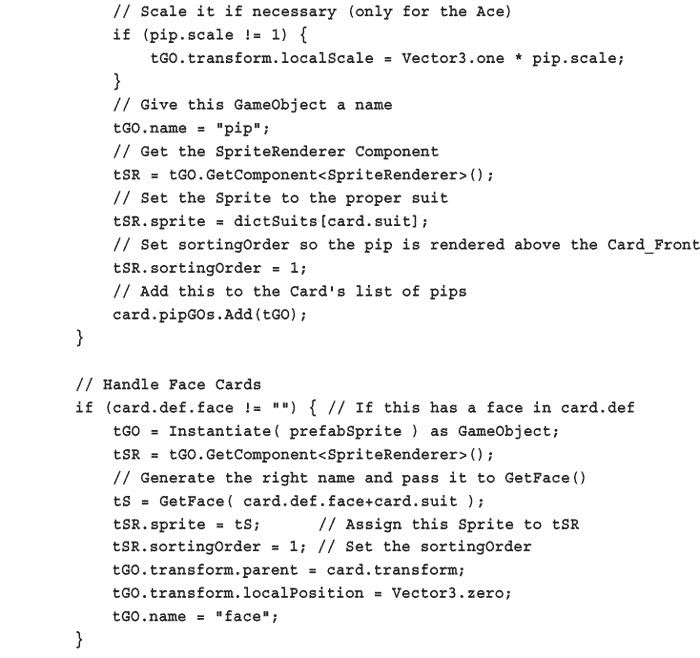 // Scale it if necessary (only for the Ace)
if (pip.scale != 1) {
tGO.transform.localScale = Vector3.one * pip.scale;
}
// Give this GameObject a name
tGO.name = "pip";
// Get the SpriteRenderer Component
tSR = tGO.GetComponent<SpriteRenderer>();
// Set the Sprite to the proper suit
tSR.sprite = dictSuits[card.suit];
// Set sortingOrder so the pip is rendered above the Card_Front
tSR.sortingOrder = 1;
// Add this to the Card's list of pips
card.pipGOs.Add(tGO);
}
// Handle Face Cards
if (card.def.face != "") { // If this has a face in card.def
tGO = Instantiate( prefabSprite ) as GameObject;
tSR = tGO.GetComponent<SpriteRenderer>();
// Generate the right name and pass it to GetFace()
tS = GetFace( card.def.face+card.suit );
tSR.sprite = tS;      // Assign this Sprite to tSR
tSR.sortingOrder = 1; // Set the sortingOrder
tGO.transform.parent = card.transform;
tGO.transform.localPosition = Vector3.zero;
tGO.name = "face";
}